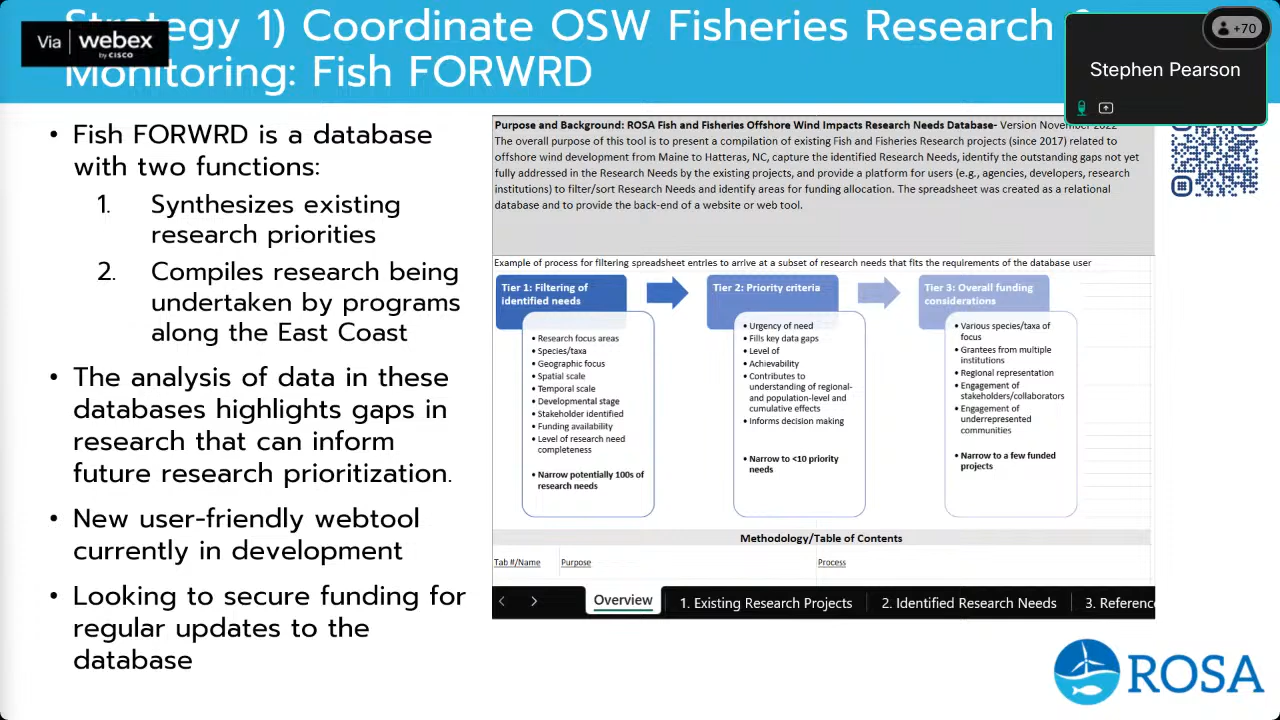 Strategy 1) Coordinate OSW Fisheries Research &
Monitoring: Fish FORWRD
Via webex
by CISCO
+70
Stephen Pearson
• Fish FORWRD is a database
with two functions:
1. Synthesizes existing
research priorities
2. Compiles research being
undertaken by programs
along the East Coast
• The analysis of data in these
databases highlights gaps in
research that can inform
future research prioritization.
• New user-friendly webtool
currently in development
• Looking to secure funding for
regular updates to the
database
Purpose and Background: ROSA Fish and Fisheries Offshore Wind Impacts Research Needs Database- Version November 2022
The overall purpose of this tool is to present a compilation of existing Fish and Fisheries Research projects (since 2017) related to
offshore wind development from Maine to Hatteras, NC, capture the identified Research Needs, identify the outstanding gaps not yet
fully addressed in the Research Needs by the existing projects, and provide a platform for users (e.g., agencies, developers, research
institutions) to filter/sort Research Needs and identify areas for funding allocation. The spreadsheet was created as a relational
database and to provide the back-end of a website or web tool.
Example of process for filtering spreadsheet entries to arrive at a subset of research needs that fits the requirements of the database user
Tier 1: Filtering of
identified needs
• Research focus areas
• Species/taxa
• Geographic focus
• Spatial scale
• Temporal scale
• Developmental stage
• Stakeholder identified
• Funding availability
• Level of research need
completeness
• Narrow potentially 100s of
research needs
Tier 2: Priority criteria
• Urgency of need
• Fills key data gaps
• Level of
• Achievability
• Contributes to
understanding of regional-
and population-level and
cumulative effects
• Informs decision making
• Narrow to <10 priority
needs
Tier 3: Overall funding
considerations
• Various species/taxa of
focus
• Grantees from multiple
institutions
• Regional representation
• Engagement of
stakeholders/collaborators
• Engagement of
underrepresented
communities
• Narrow to a few funded
projects
Methodology/Table of Contents
Tab #/Name Purpose Process
Overview 1. Existing Research Projects 2. Identified Research Needs 3. Referenc
ROSA